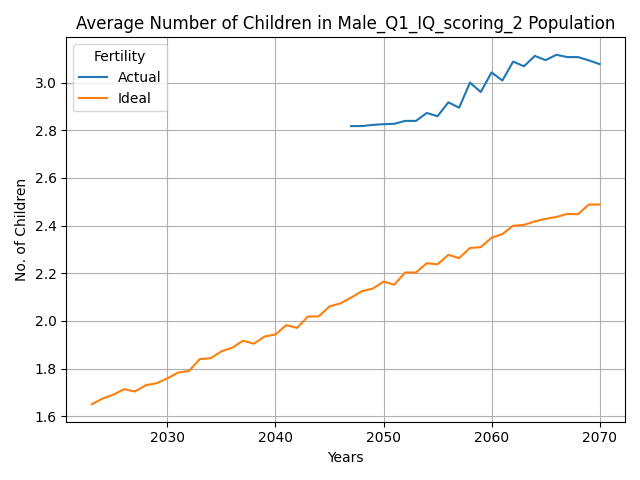 Average Number of Children in Male_Q1_IQ_scoring_2 Population
Fertility
Actual
Ideal
No. of Children
3.0
2.8
2.6
2.4
2.2
2.0
1.8
1.6
2030 2040 2050 2060 2070
Years